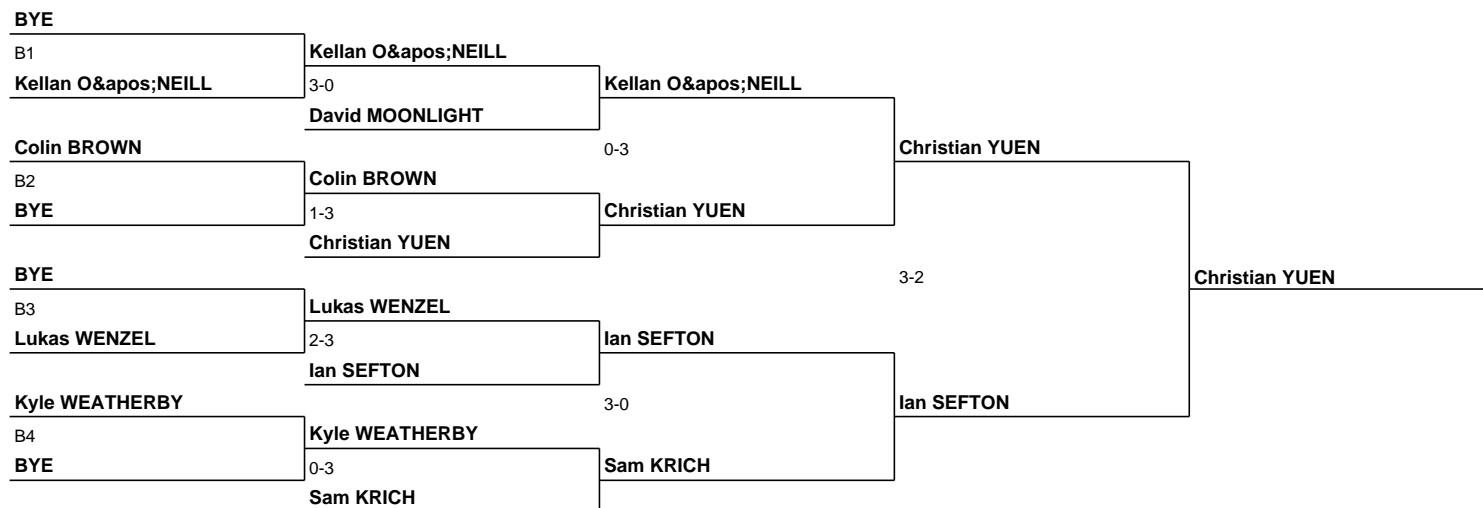 BYE
B1
Kellan O&apos;NEILL
Kellan O&apos;NEILL
3-0
Kellan O&apos;NEILL
David MOONLIGHT
Colin BROWN
0-3
Christian YUEN
B2
Colin BROWN
BYE
1-3
Christian YUEN
Christian YUEN
BYE
3-2
Christian YUEN
B3
Lukas WENZEL
Lukas WENZEL
2-3
Ian SEFTON
Ian SEFTON
Kyle WEATHERBY
3-0
Ian SEFTON
B4
Kyle WEATHERBY
BYE
0-3
Sam KRICH
Sam KRICH